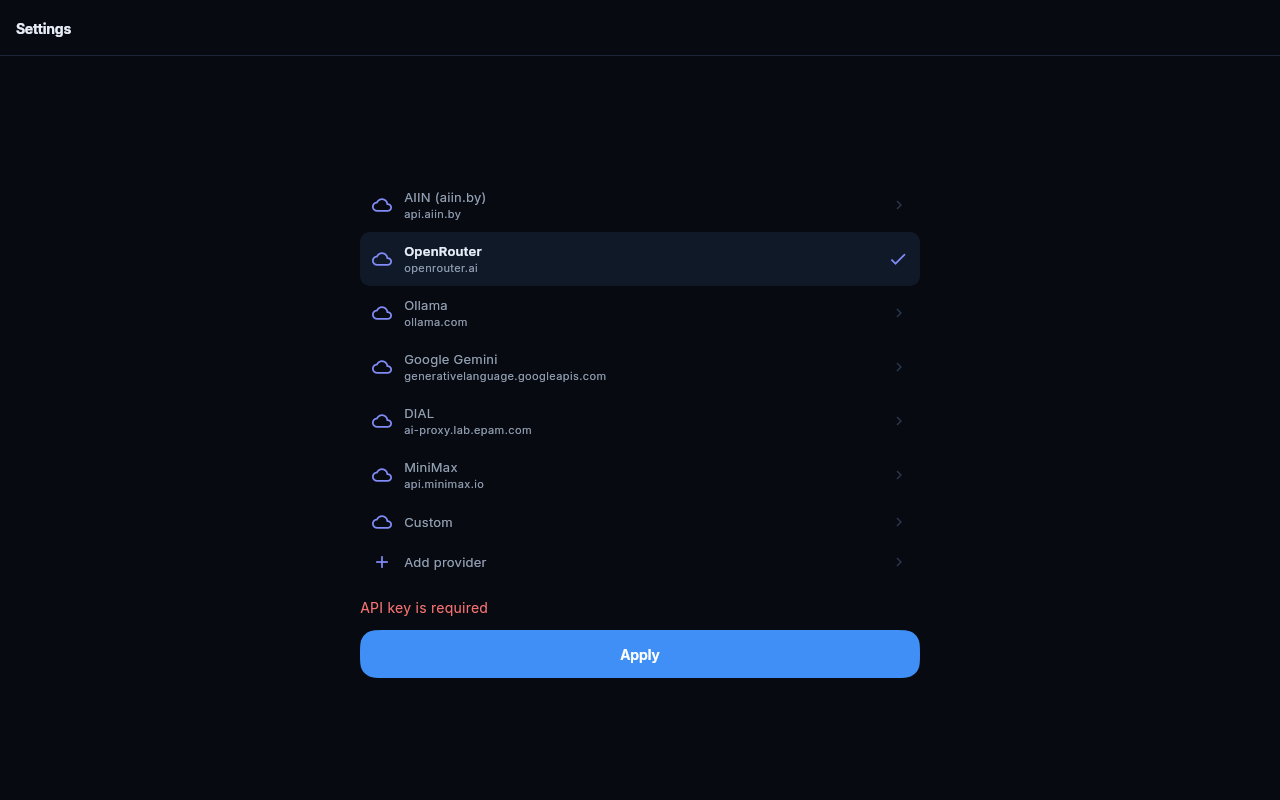 Settings
AIIN (aiin.by)
api.aiin.by
OpenRouter
openrouter.ai
Ollama
ollama.com
Google Gemini
generativelanguage.googleapis.com
DIAL
ai-proxy.lab.epam.com
MiniMax
api.minimax.io
Custom
Add provider
API key is required
Apply